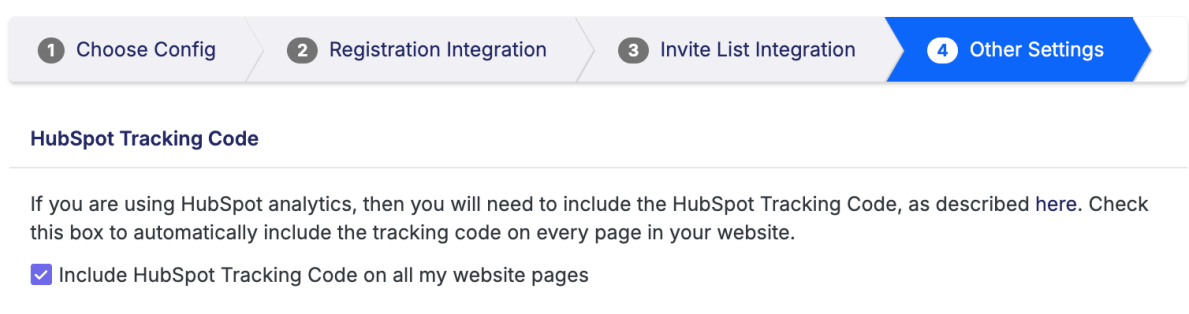 1 Choose Config
2 Registration Integration
3 Invite List Integration
4 Other Settings
HubSpot Tracking Code
If you are using HubSpot analytics, then you will need to include the HubSpot Tracking Code, as described here. Check
this box to automatically include the tracking code on every page in your website.
Include HubSpot Tracking Code on all my website pages